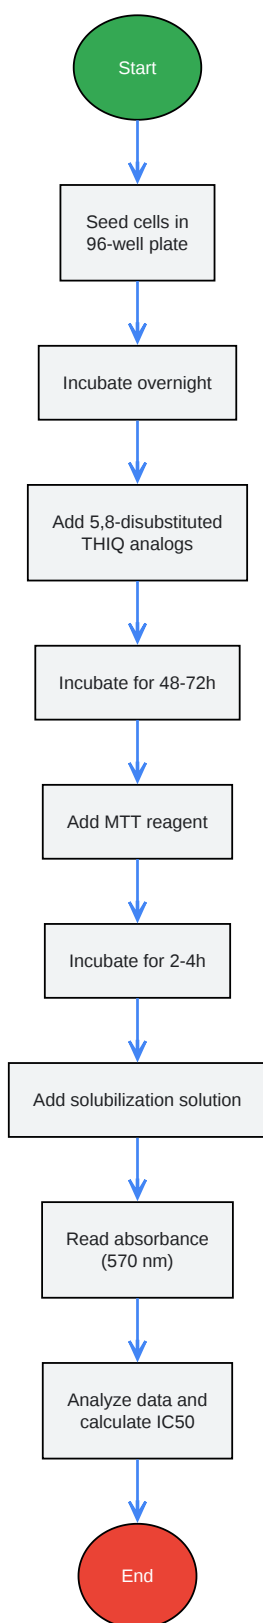 Start
Seed cells in
96-well plate
Incubate overnight
Add 5,8-disubstituted
THIQ analogs
Incubate for 48-72h
Add MTT reagent
Incubate for 2-4h
Add solubilization solution
Read absorbance
(570 nm)
Analyze data and
calculate IC50
End